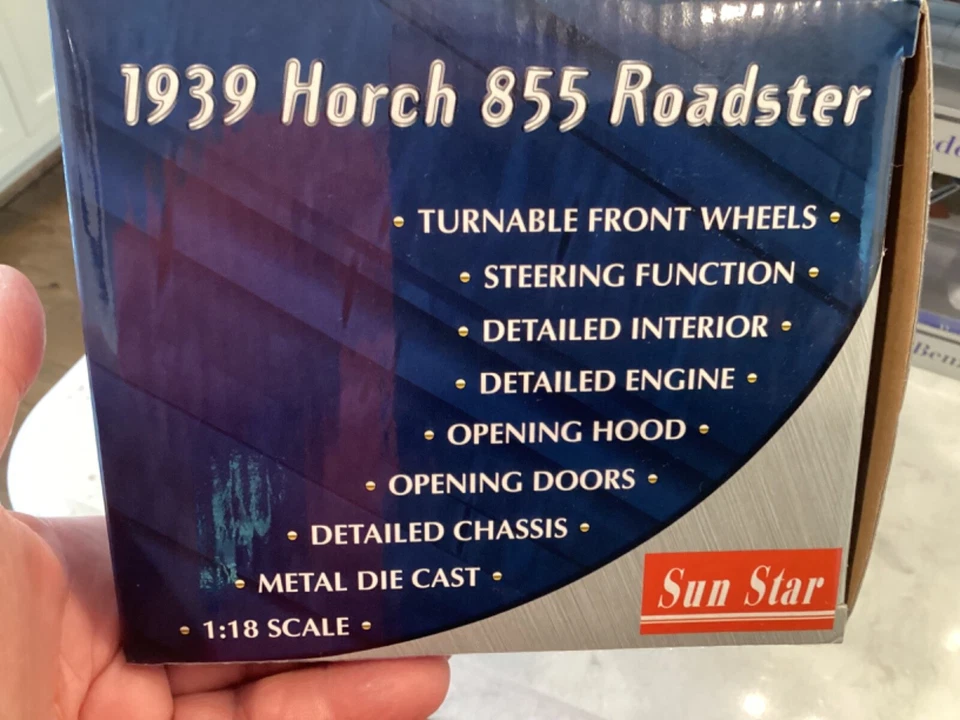 1939 Horch 855 Roadster
• TURNABLE FRONT WHEELS •
• STEERING FUNCTION •
• DETAILED INTERIOR •
• DETAILED ENGINE •
• OPENING HOOD •
• OPENING DOORS •
• DETAILED CHASSIS •
• METAL DIE CAST •
• 1:18 SCALE •
Sun Star